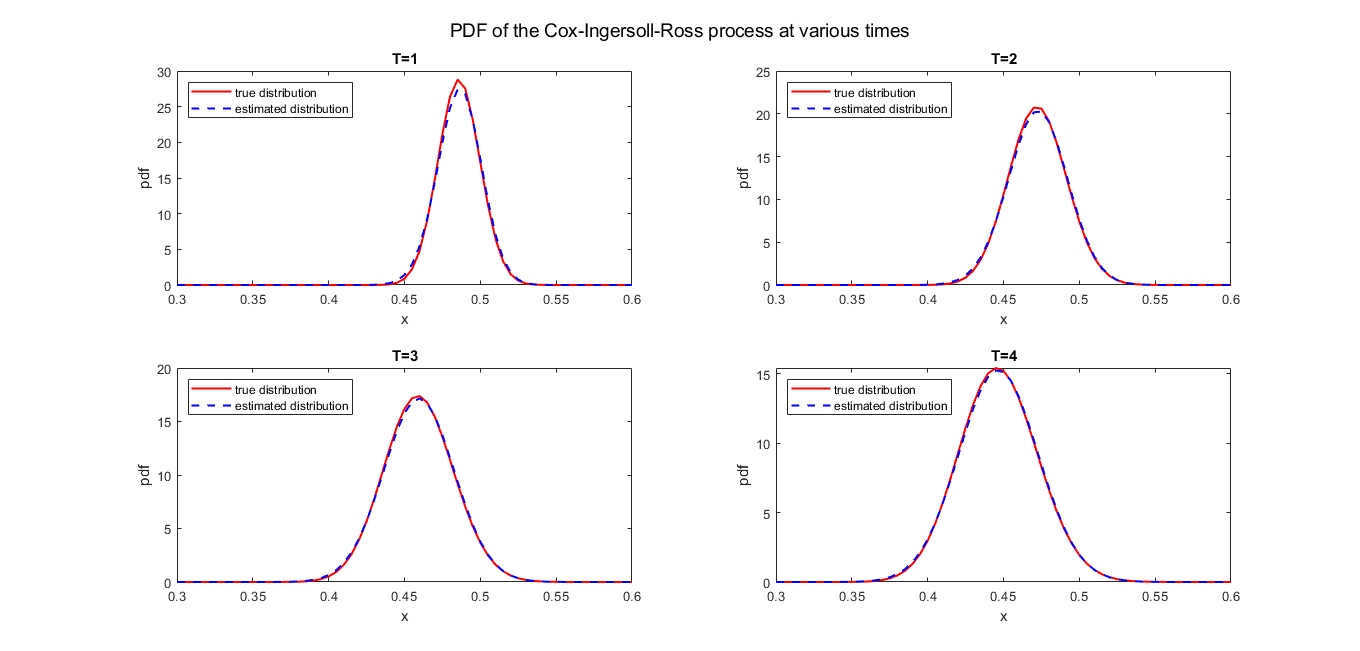 PDF of the Cox-Ingersoll-Ross process at various times
T=1
true distribution
estimated distribution
pdf
30
25
20
15
10
5
0
0.3 0.35 0.4 0.45 0.5 0.55 0.6
x
T=2
true distribution
estimated distribution
pdf
25
20
15
10
5
0
0.3 0.35 0.4 0.45 0.5 0.55 0.6
x
T=3
true distribution
estimated distribution
pdf
20
15
10
5
0
0.3 0.35 0.4 0.45 0.5 0.55 0.6
x
T=4
true distribution
estimated distribution
pdf
15
10
5
0
0.3 0.35 0.4 0.45 0.5 0.55 0.6
x